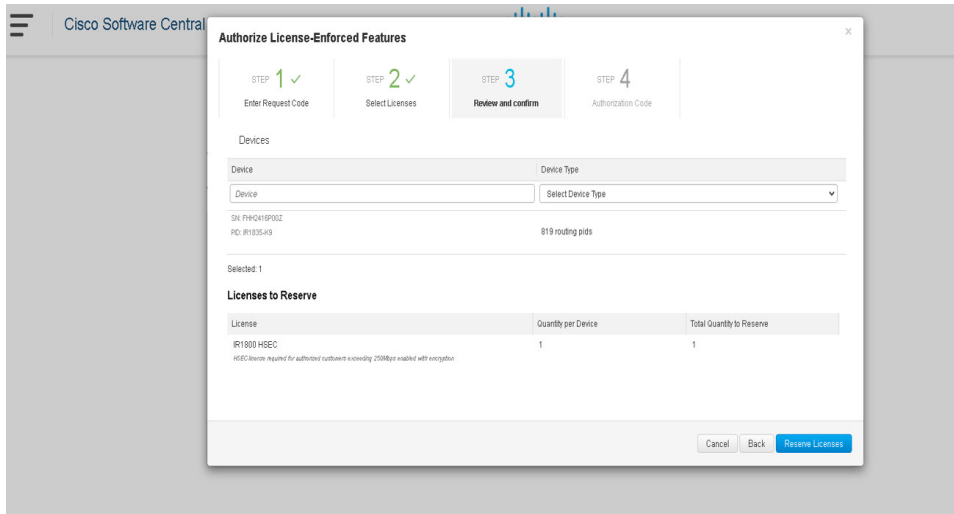 Cisco Software Central
Authorize License-Enforced Features
x
STEP 1 ✓
Enter Request Code
STEP 2 ✓
Select Licenses
STEP 3
Review and confirm
STEP 4
Authorization Code
Devices
Device Device Type
Device Select Device Type
SN: FHH2416P00Z
PID: IR1835-K9 819 routing pids
Selected: 1
Licenses to Reserve
License Quantity per Device Total Quantity to Reserve
IR1800 HSEC 1 1
HSEC license required for authorized customers exceeding 250Mbps enabled with encryption
Cancel Back Reserve Licenses